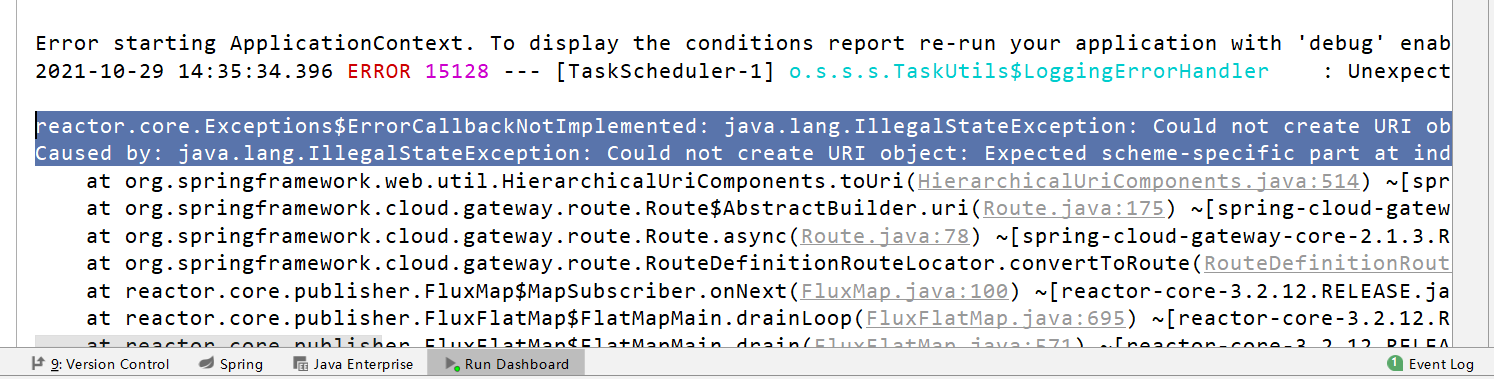 Error starting ApplicationContext. To display the conditions report re-run your application with 'debug' enab
2021-10-29 14:35:34.396 ERROR 15128 --- [TaskScheduler-1] o.s.s.s.TaskUtils$LoggingErrorHandler    : Unexpect
reactor.core.Exceptions$ErrorCallbackNotImplemented: java.lang.IllegalStateException: Could not create URI ob
Caused by: java.lang.IllegalStateException: Could not create URI object: Expected scheme-specific part at ind
at org.springframework.web.util.HierarchicalUriComponents.toUri(HierarchicalUriComponents.java:514) ~[spr
at org.springframework.cloud.gateway.route.Route$AbstractBuilder.uri(Route.java:175) ~[spring-cloud-gatew
at org.springframework.cloud.gateway.route.Route.async(Route.java:78) ~[spring-cloud-gateway-core-2.1.3.R
at org.springframework.cloud.gateway.route.RouteDefinitionRouteLocator.convertToRoute(RouteDefinitionRout
at reactor.core.publisher.FluxMap$MapSubscriber.onNext(FluxMap.java:100) ~[reactor-core-3.2.12.RELEASE.ja
at reactor.core.publisher.FluxFlatMap$FlatMapMain.drainLoop(FluxFlatMap.java:695) ~[reactor-core-3.2.12.R
at reactor.core.publisher.FluxFlatMap$FlatMapMain.drain(FluxFlatMap.java:571) ~[reactor-core-3.2.12.RELEA
9: Version Control Spring Java Enterprise Run Dashboard 1 Event Log